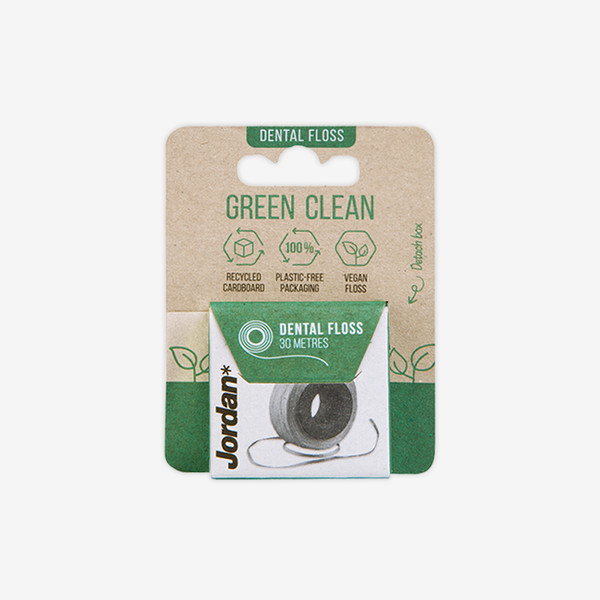 DENTAL FLOSS
GREEN CLEAN
100%
RECYCLED
CARDBOARD
PLASTIC-FREE
PACKAGING
VEGAN
FLOSS
Detach box
DENTAL FLOSS
30 METRES
Jordan*